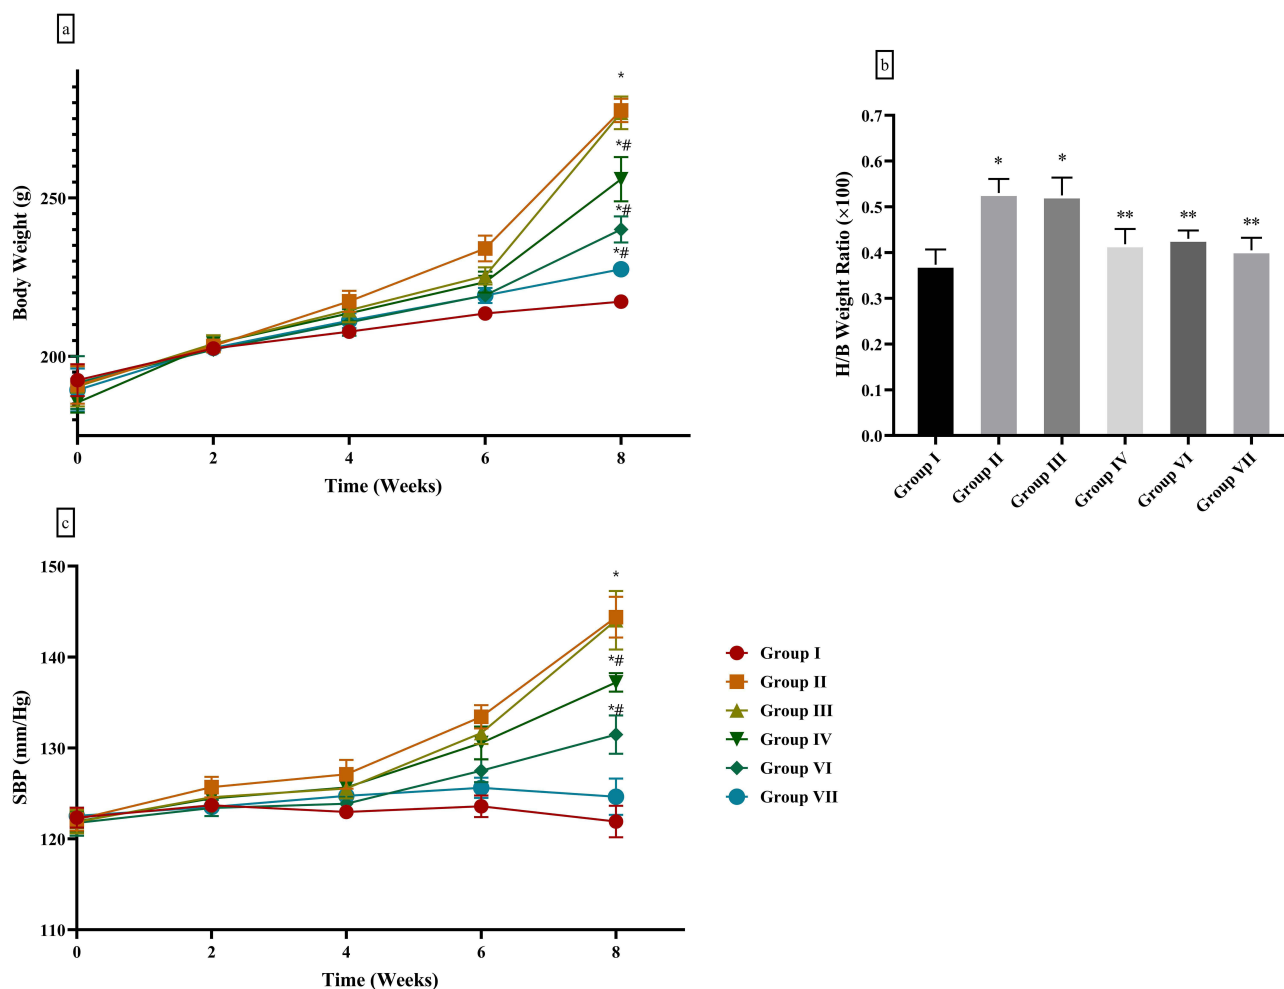 a
Body Weight (g)
250
200
*
*#
*#
*#
0 2 4 6 8
Time (Weeks)
b
H/B Weight Ratio (×100)
0.7
0.6
0.5
0.4
0.3
0.2
0.1
0.0
* * ** ** **
Group I Group II Group III Group IV Group VI Group VII
c
SBP (mm/Hg)
150
140
130
120
110
*
*#
*#
0 2 4 6 8
Time (Weeks)
Group I
Group II
Group III
Group IV
Group VI
Group VII